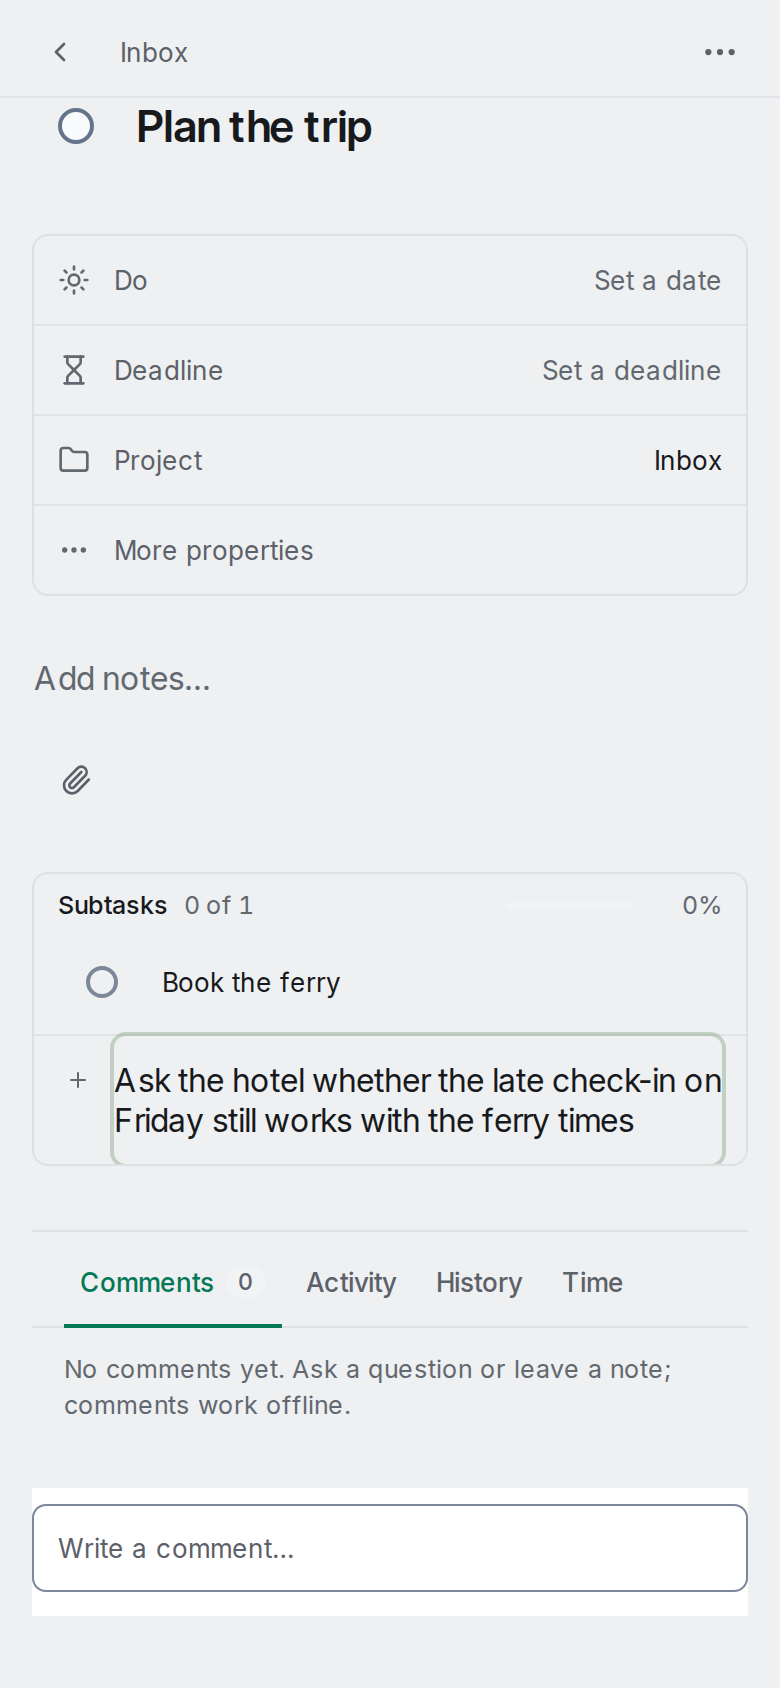 Inbox
Plan the trip
Do
Set a date
Deadline
Set a deadline
Project
Inbox
More properties
Add notes...
Subtasks 0 of 1
0%
Book the ferry
Ask the hotel whether the late check-in on
Friday still works with the ferry times
Comments 0 Activity History Time
No comments yet. Ask a question or leave a note;
comments work offline.
Write a comment...